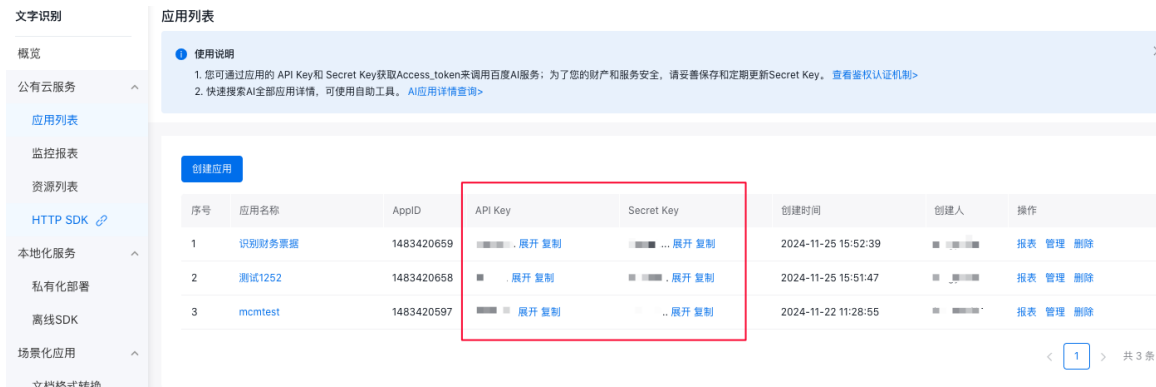 文字识别
概览
公有云服务
应用列表
监控报表
资源列表
HTTP SDK
本地化服务
私有化部署
离线SDK
场景化应用
文档格式转换
应用列表
使用说明
1. 您可通过应用的 API Key和 Secret Key获取Access_token来调用百度AI服务；为了您的财产和服务安全，请妥善保存和定期更新Secret Key。 查看鉴权认证机制>
2. 快速搜索AI全部应用详情，可使用自助工具。 AI应用详情查询>
创建应用
序号 应用名称 AppID API Key Secret Key 创建时间 创建人 操作
1 识别财务票据 1483420659 . 展开 复制 ... 展开 复制 2024-11-25 15:52:39 报表 管理 删除
2 测试1252 1483420658 . 展开 复制 . 展开 复制 2024-11-25 15:51:47 报表 管理 删除
3 mcmtest 1483420597 展开 复制 .. 展开 复制 2024-11-22 11:28:55 报表 管理 删除
< 1 > 共 3 条